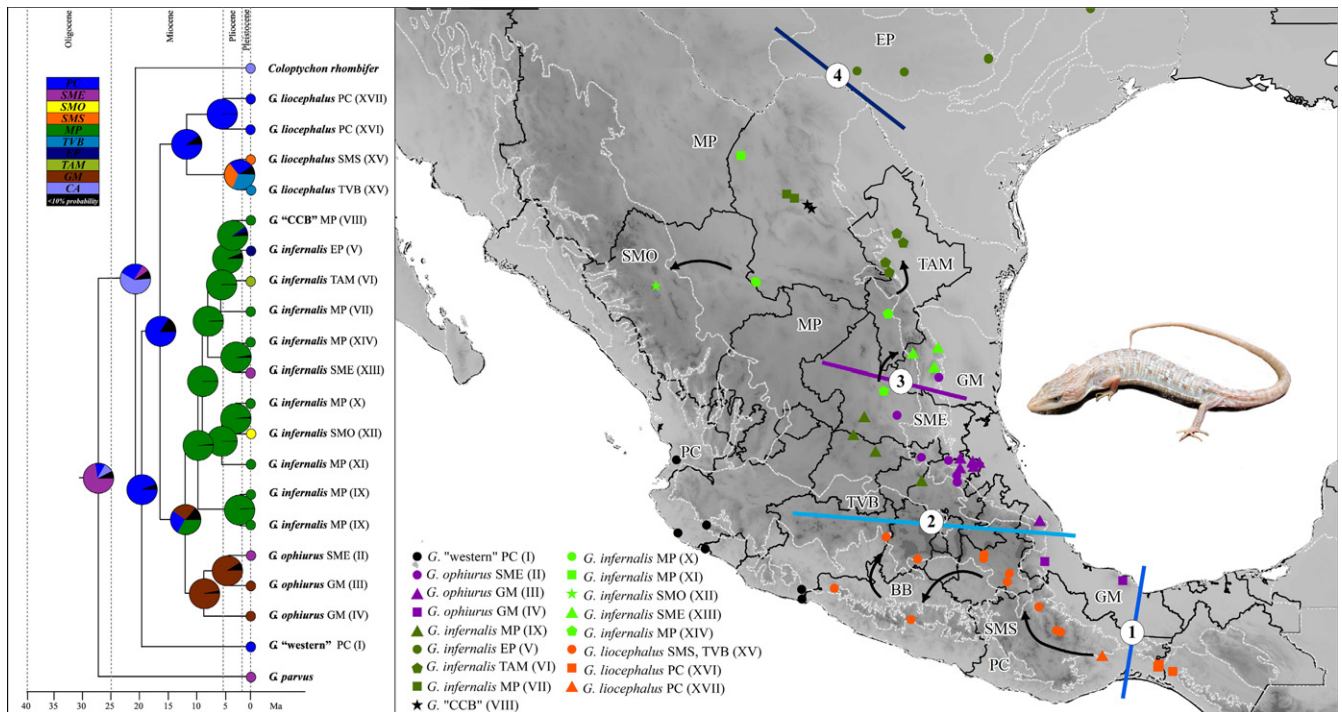 Oligocene
Miocene
Pliocene
Pleistocene
PC
SME
SMO
SMS
MP
TVB
EP
TAM
GM
CA
<10% probability
Coloptychon rhombifer
G. liocephalus PC (XVII)
G. liocephalus PC (XVI)
G. liocephalus SMS (XV)
G. liocephalus TVB (XV)
G. "CCB" MP (VIII)
G. infernalis EP (V)
G. infernalis TAM (VI)
G. infernalis MP (VII)
G. infernalis MP (XIV)
G. infernalis SME (XIII)
G. infernalis MP (X)
G. infernalis SMO (XII)
G. infernalis MP (XI)
G. infernalis MP (IX)
G. infernalis MP (IX)
G. ophiurus SME (II)
G. ophiurus GM (III)
G. ophiurus GM (IV)
G. "western" PC (I)
G. parvus
40 35 30 25 20 15 10 5 0 Ma
EP
4
MP
SMO
TAM
MP
3
GM
SME
PC
TVB
2
BB
GM
SMS
1
PC
G. "western" PC (I)
G. ophiurus SME (II)
G. ophiurus GM (III)
G. ophiurus GM (IV)
G. infernalis MP (IX)
G. infernalis EP (V)
G. infernalis TAM (VI)
G. infernalis MP (VII)
G. "CCB" (VIII)
G. infernalis MP (X)
G. infernalis MP (XI)
G. infernalis SMO (XII)
G. infernalis SME (XIII)
G. infernalis MP (XIV)
G. liocephalus SMS, TVB (XV)
G. liocephalus PC (XVI)
G. liocephalus PC (XVII)